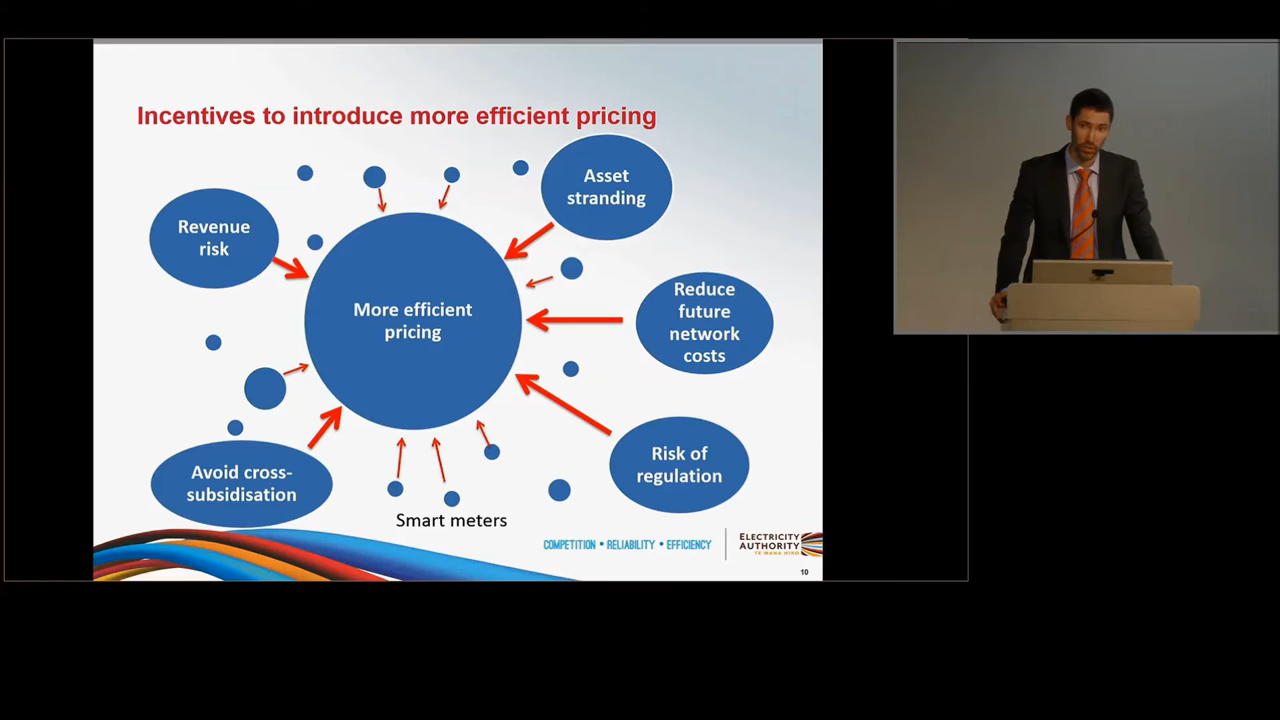 Incentives to introduce more efficient pricing
Asset
stranding
Revenue
risk
More efficient
pricing
Reduce
future
network
costs
Risk of
regulation
Avoid cross-
subsidisation
Smart meters
COMPETITION • RELIABILITY • EFFICIENCY
ELECTRICITY
AUTHORITY
TE MANA HIKO
10